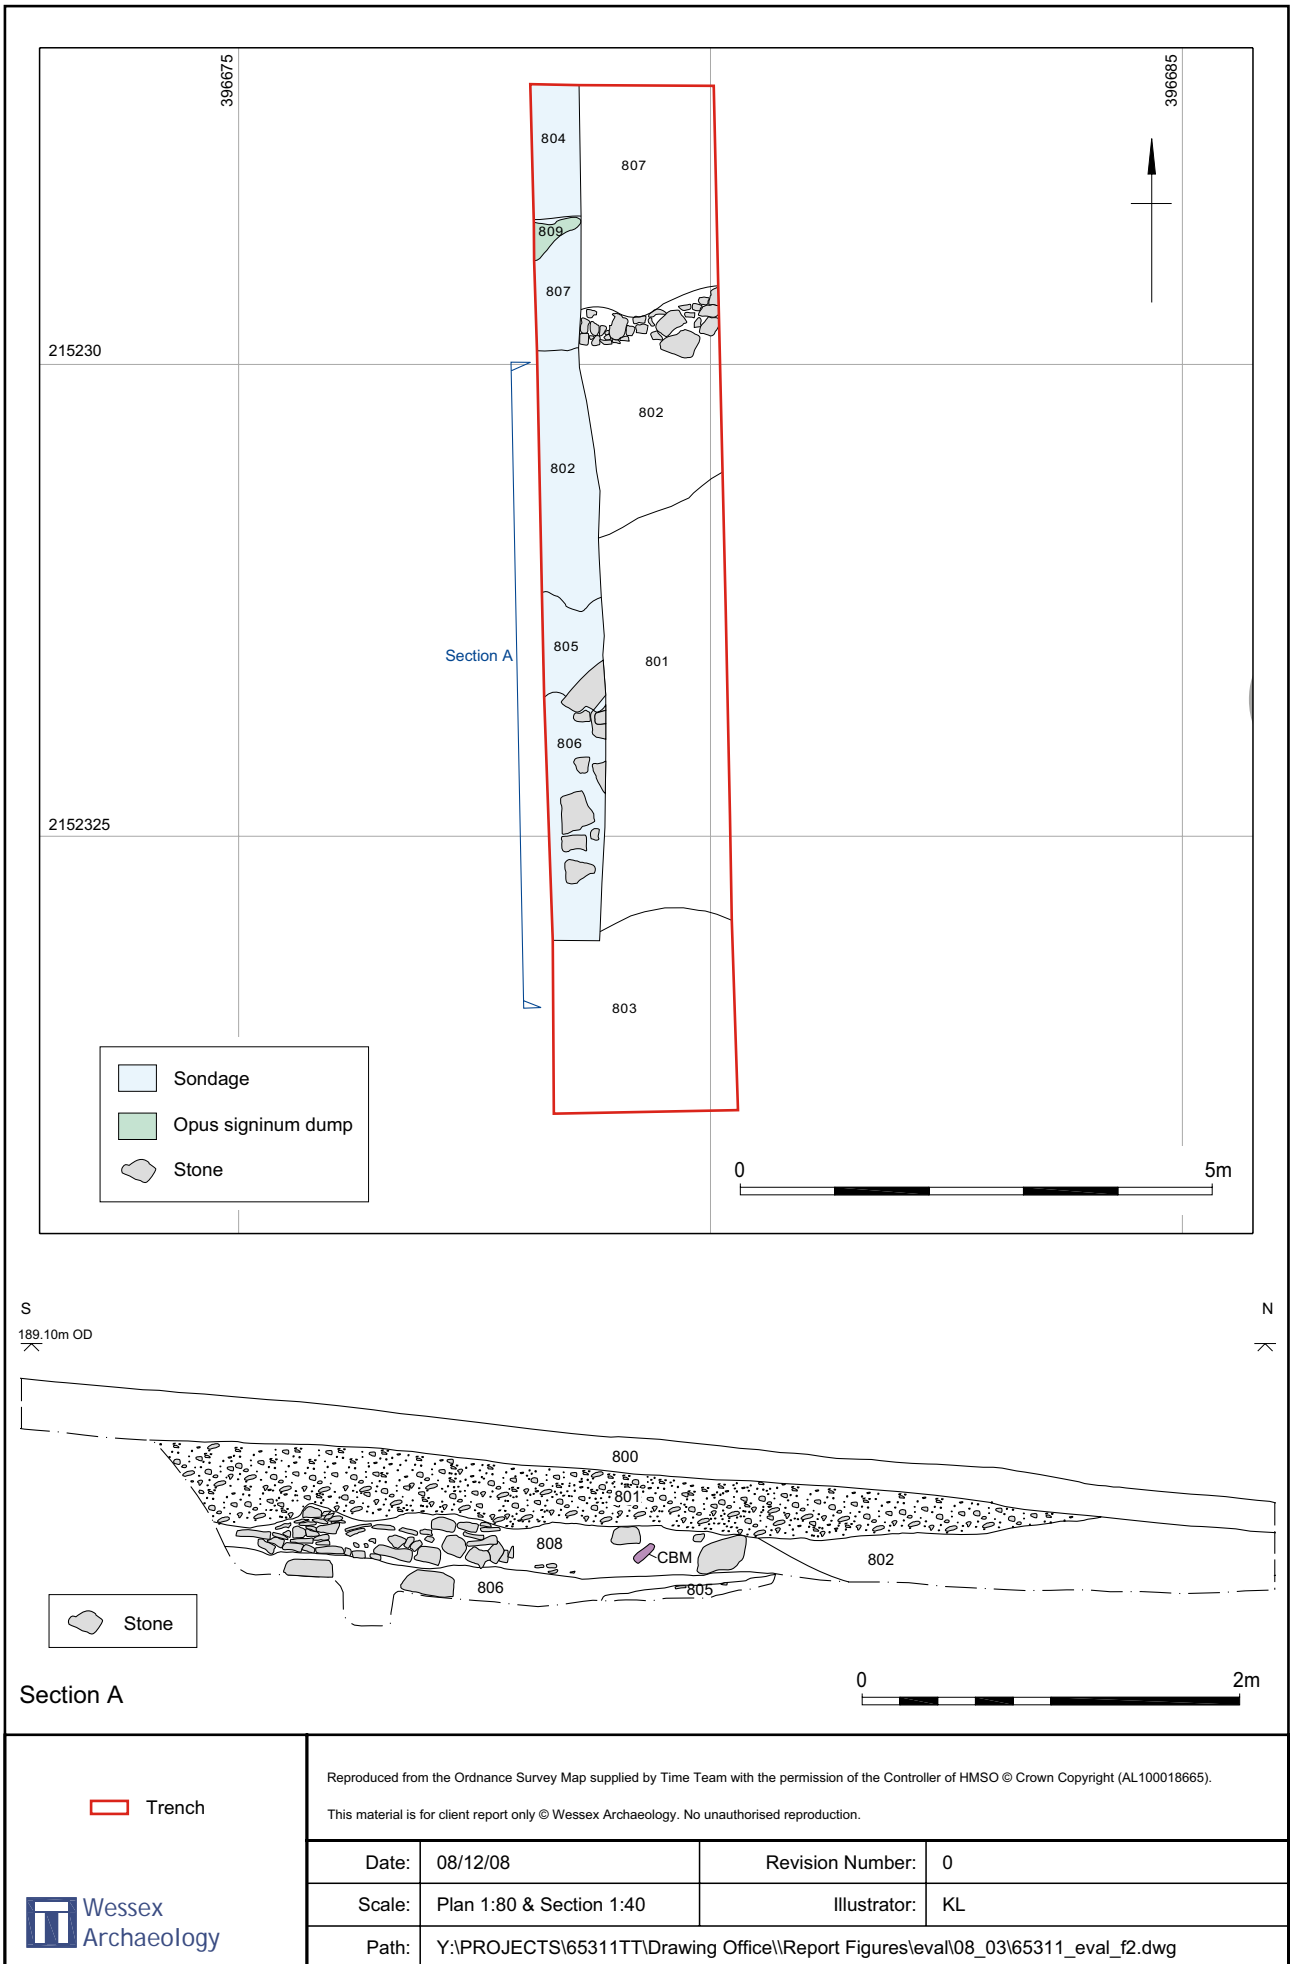 396675
396685
804
807
809
807
215230
802
802
Section A
805
801
806
2152325
803
Sondage
Opus signinum dump
Stone
0 5m
S N
189.10m OD
800
801
808
CBM
802
806
805
Stone
0 2m
Section A
Trench
Wessex
Archaeology
Reproduced from the Ordnance Survey Map supplied by Time Team with the permission of the Controller of HMSO © Crown Copyright (AL100018665).
This material is for client report only © Wessex Archaeology. No unauthorised reproduction.
Date: 08/12/08 Revision Number: 0
Scale: Plan 1:80 & Section 1:40 Illustrator: KL
Path: Y:\PROJECTS\65311TT\Drawing Office\\Report Figures\eval\08_03\65311_eval_f2.dwg